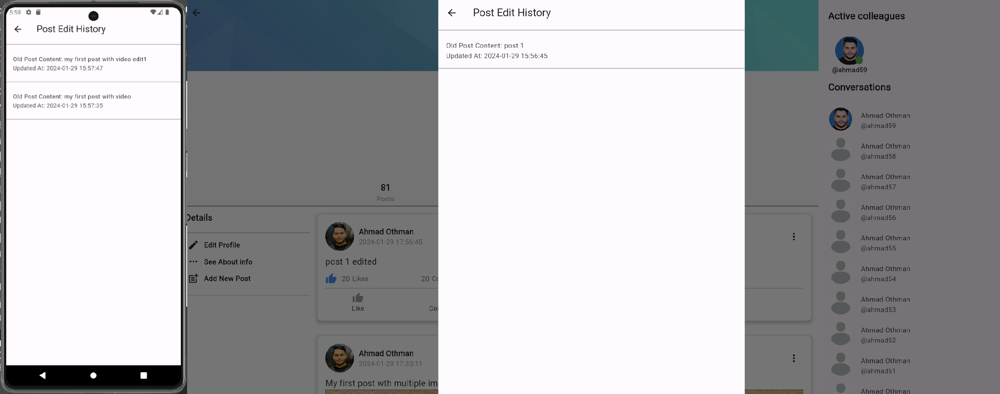 5:58
Post Edit History
Old Post Content: my first post with video edit1
Updated At: 2024-01-29 15:57:47
Old Post Content: my first post with video
Updated At: 2024-01-29 15:57:35
81
Posts
Details
Edit Profile
See About info
Add New Post
Ahmad Othman
2024-01-29 17:56:45
post 1 edited
20 Likes
20 Co
Like
Co
Ahmad Othman
2024-01-29 17:33:11
My first post wth multiple im
Post Edit History
Old Post Content: post 1
Updated At: 2024-01-29 15:56:45
Active colleagues
@ahmad59
Conversations
Ahmad Othman
@ahmad59
Ahmad Othman
@ahmad58
Ahmad Othman
@ahmad57
Ahmad Othman
@ahmad56
Ahmad Othman
@ahmad55
Ahmad Othman
@ahmad54
Ahmad Othman
@ahmad53
Ahmad Othman
@ahmad52
Ahmad Othman
@ahmad51
Ahmad Othman